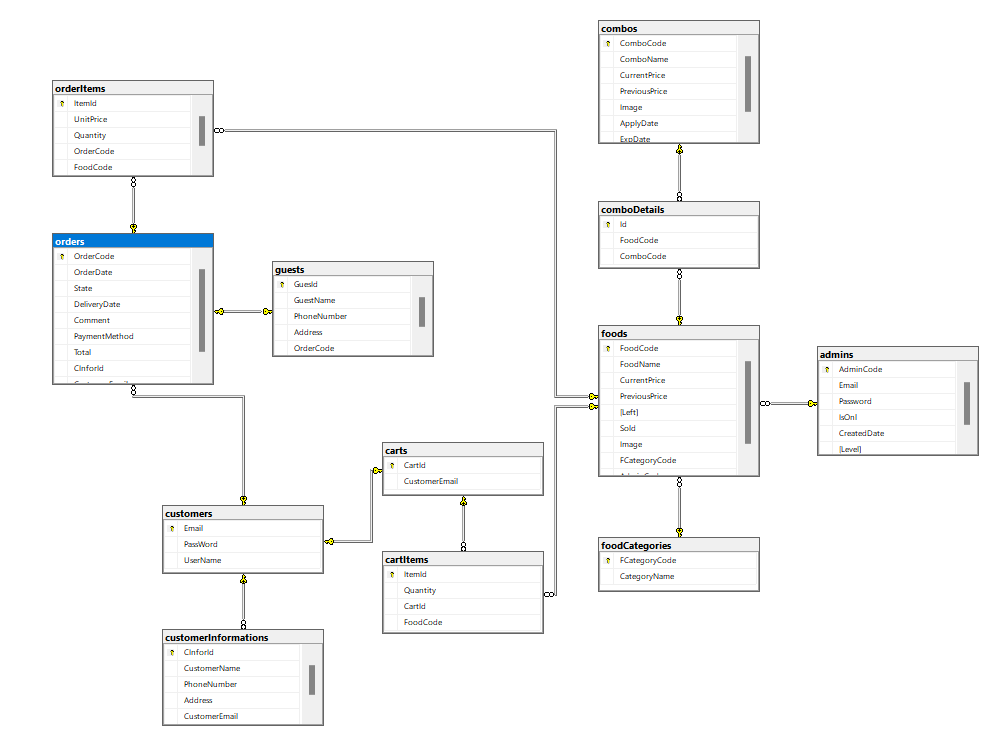 combos
ComboCode
ComboName
CurrentPrice
PreviousPrice
Image
ApplyDate
ExpDate
orderItems
ItemId
UnitPrice
Quantity
OrderCode
FoodCode
comboDetails
Id
FoodCode
ComboCode
orders
OrderCode
OrderDate
State
DeliveryDate
Comment
PaymentMethod
Total
CInforId
CustomerEmail
guests
GuesId
GuestName
PhoneNumber
Address
OrderCode
foods
FoodCode
FoodName
CurrentPrice
PreviousPrice
[Left]
Sold
Image
FCategoryCode
AdminCode
admins
AdminCode
Email
Password
IsOnl
CreatedDate
[Level]
carts
CartId
CustomerEmail
customers
Email
PassWord
UserName
cartItems
ItemId
Quantity
CartId
FoodCode
foodCategories
FCategoryCode
CategoryName
customerInformations
CInforId
CustomerName
PhoneNumber
Address
CustomerEmail